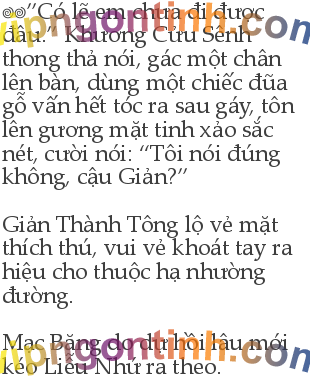 "Có lẽ em chưa đi được
đâu." Khương Cửu Sênh
thong thả nói, gác một chân
lên bàn, dùng một chiếc đũa
gỗ vấn hết tóc ra sau gáy, tôn
lên gương mặt tinh xảo sắc
nét, cười nói: “Tôi nói đúng
không, cậu Giản?”
Giản Thành Tông lộ vẻ mặt
thích thú, vui vẻ khoát tay ra
hiệu cho thuộc hạ nhường
đường.
Mạc Băng do dự hồi lâu mới
kéo Liễu Nhứ ra theo.
vipngontinh.com
vipngontinh.com